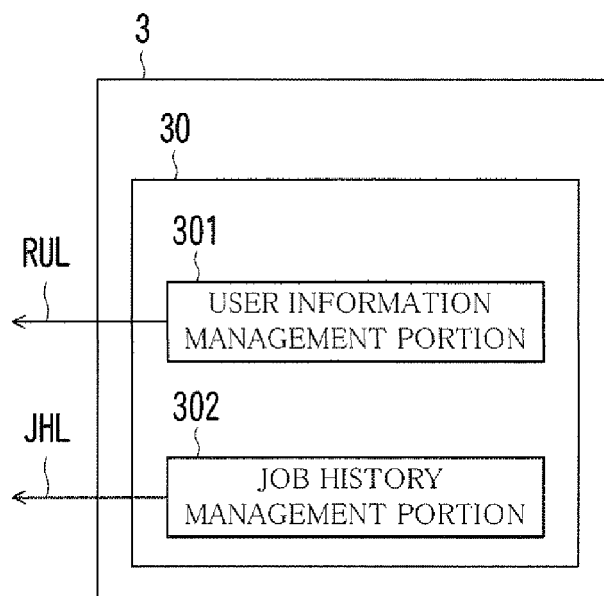 3
30
301
RUL
USER INFORMATION
MANAGEMENT PORTION
302
JHL
JOB HISTORY
MANAGEMENT PORTION